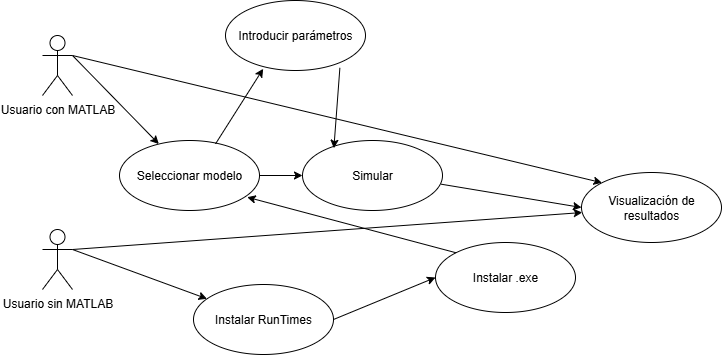 Introducir parámetros
Usuario con MATLAB
Seleccionar modelo
Simular
Visualización de
resultados
Usuario sin MATLAB
Instalar .exe
Instalar RunTimes